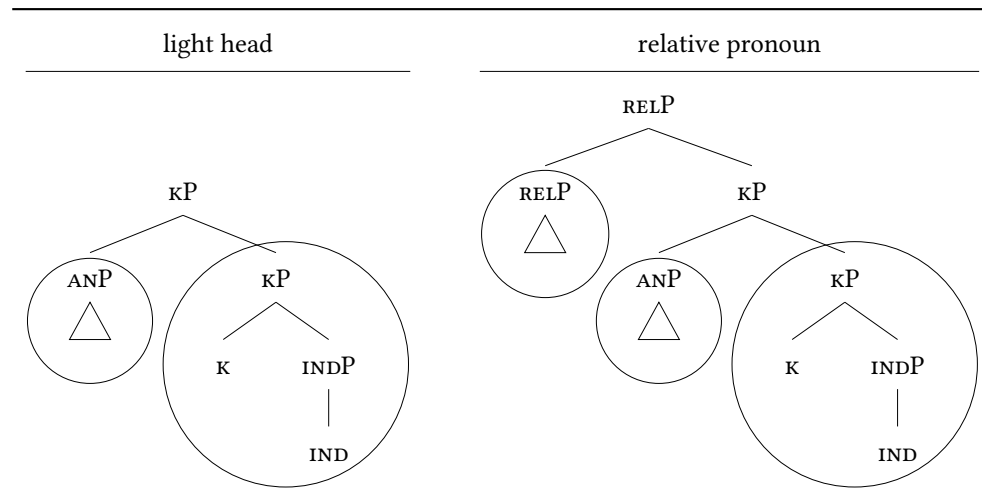 light head relative pronoun
RELP
KP RELP KP
ANP KP ANP KP
K INDP K INDP
IND IND